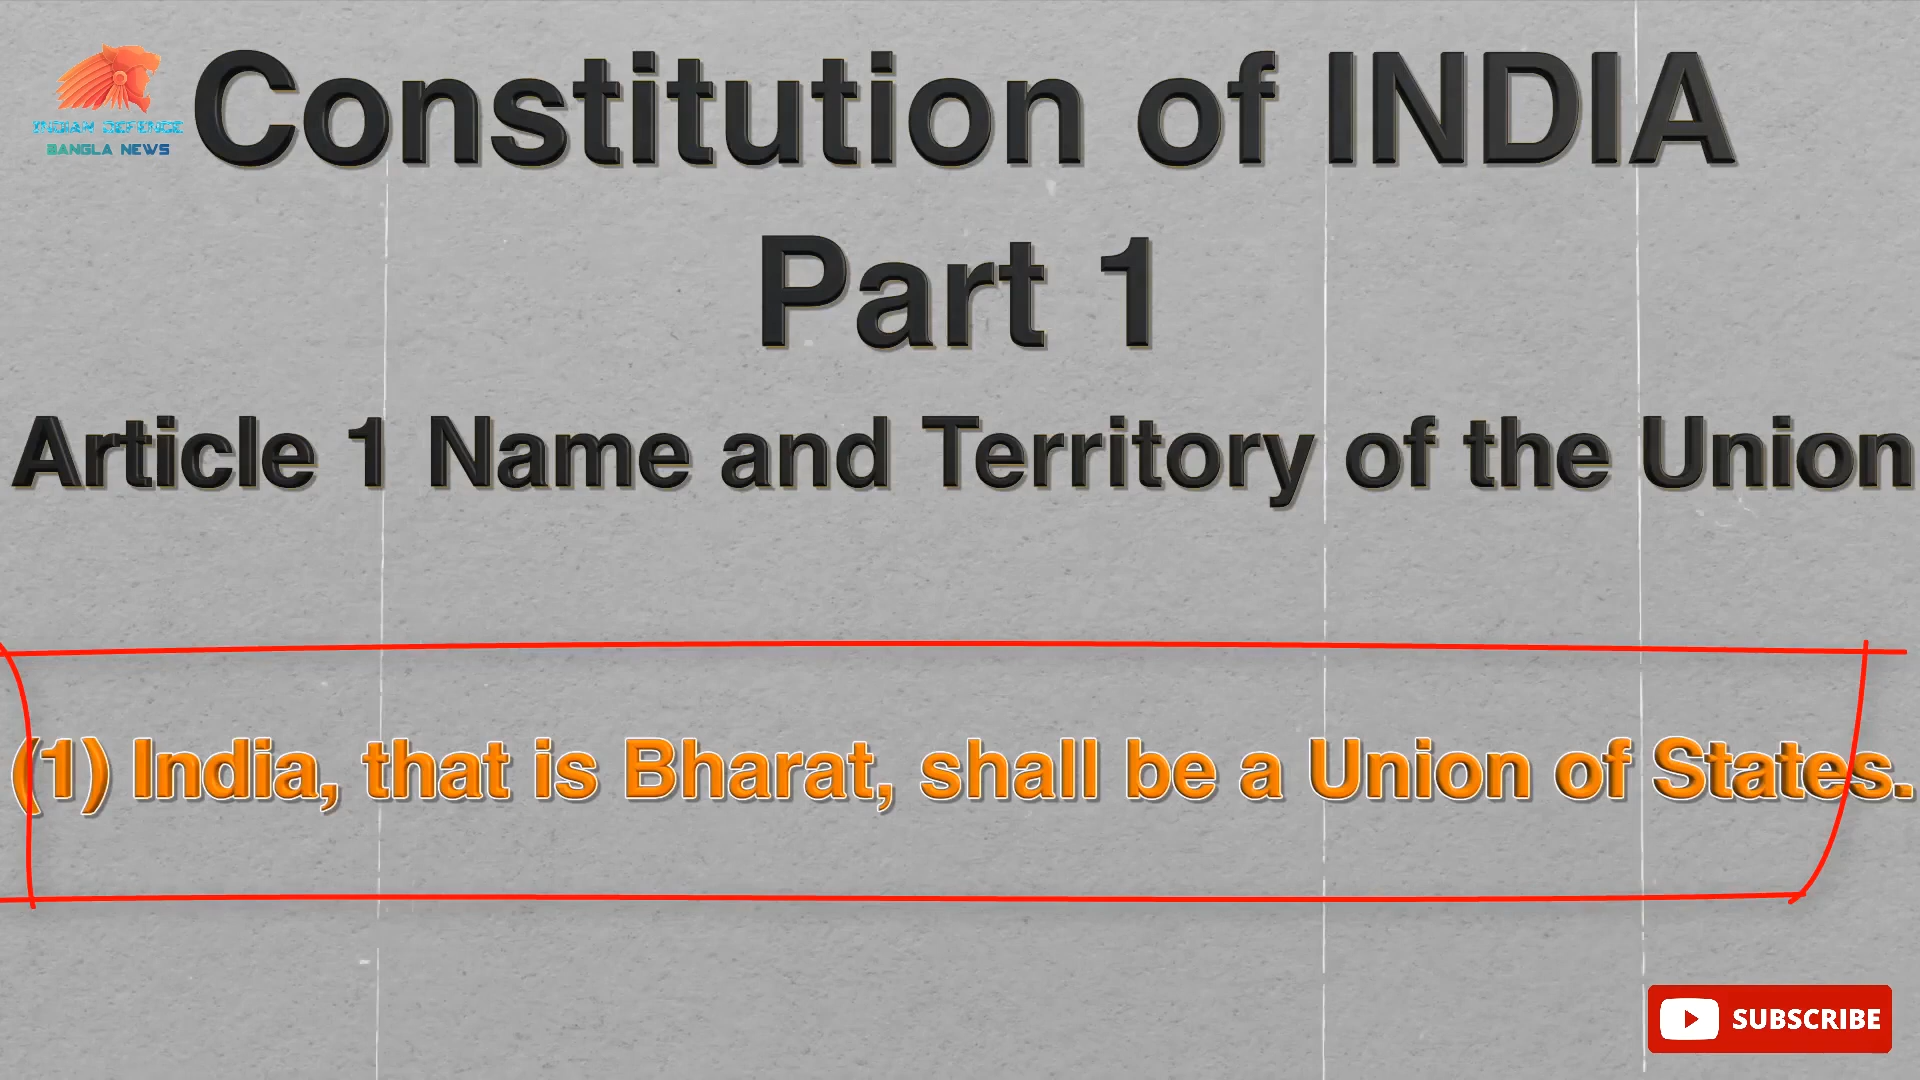 Constitution of INDIA
INDIAN DEFENCE
BANGLA NEWS
Part 1
Article 1 Name and Territory of the Union
(1) India, that is Bharat, shall be a Union of States.
SUBSCRIBE